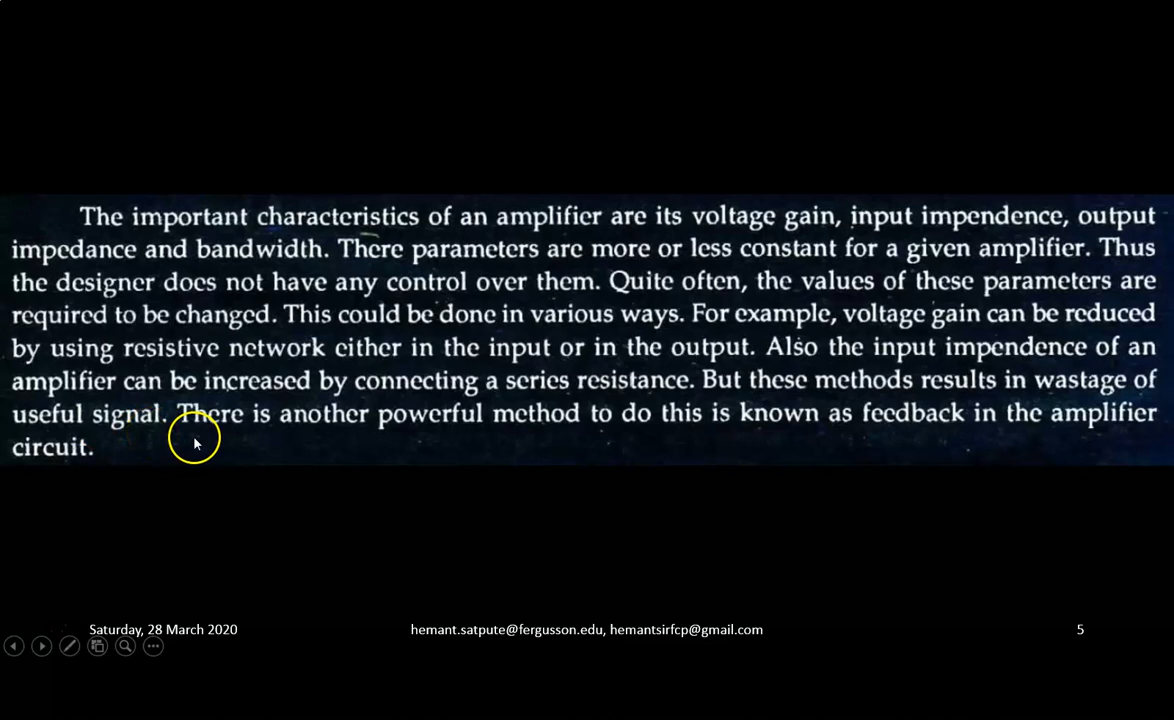 The important characteristics of an amplifier are its voltage gain, input impendence, output
impedance and bandwidth. There parameters are more or less constant for a given amplifier. Thus
the designer does not have any control over them. Quite often, the values of these parameters are
required to be changed. This could be done in various ways. For example, voltage gain can be reduced
by using resistive network either in the input or in the output. Also the input impendence of an
amplifier can be increased by connecting a series resistance. But these methods results in wastage of
useful signal. There is another powerful method to do this is known as feedback in the amplifier
circuit.
Saturday, 28 March 2020
hemant.satpute@fergusson.edu, hemantsirfcp@gmail.com
5